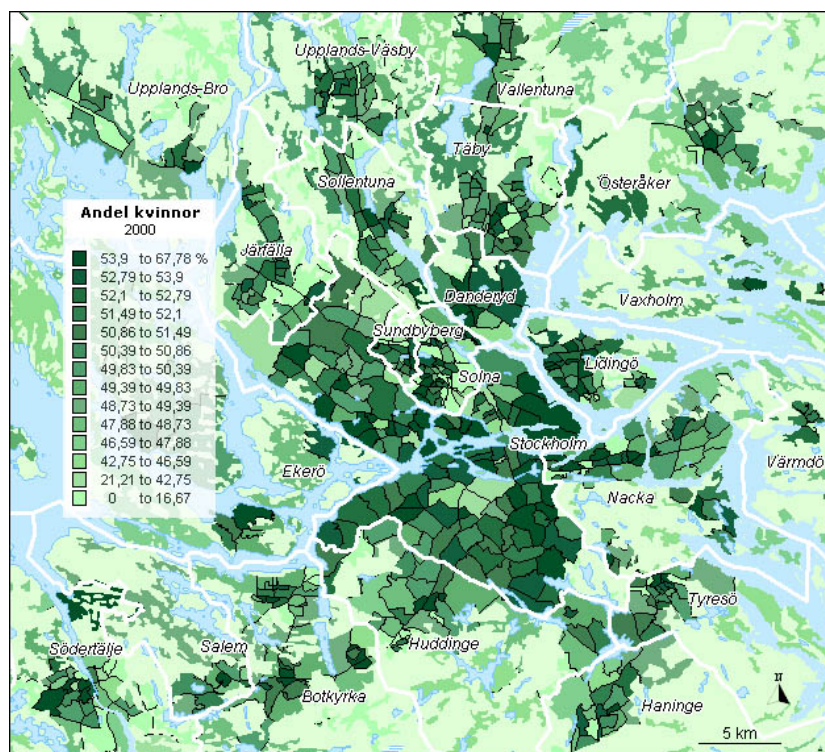 Upplands-Väsby
Upplands-Bro
Vallentuna
Täby
Sollentuna
Österåker
Andel kvinnor
2000
53,9 to 67,78 %
52,79 to 53,9
52,1 to 52,79
51,49 to 52,1
50,86 to 51,49
50,39 to 50,86
49,83 to 50,39
49,39 to 49,83
48,73 to 49,39
47,88 to 48,73
46,59 to 47,88
42,75 to 46,59
21,21 to 42,75
0 to 16,67
Järfälla
Danderyd
Vaxholm
Sundbyberg
Lidingö
Solna
Stockholm
Ekerö
Värmdö
Nacka
Tyresö
Huddinge
Södertälje
Salem
Botkyrka
Haninge
N
5 km